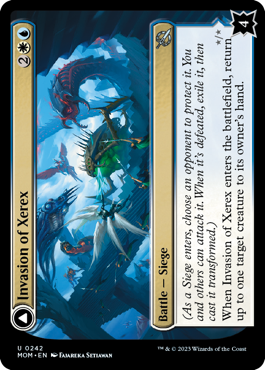 Invasion of Xerex
2
Battle — Siege
(As a Siege enters, choose an opponent to protect it. You
and others can attack it. When it's defeated, exile it, then
cast it transformed.)
When Invasion of Xerex enters the battlefield, return
up to one target creature to its owner's hand.
*/*
4
U 0242
MOM • EN Fajareka Setiawan
™ & © 2023 Wizards of the Coast